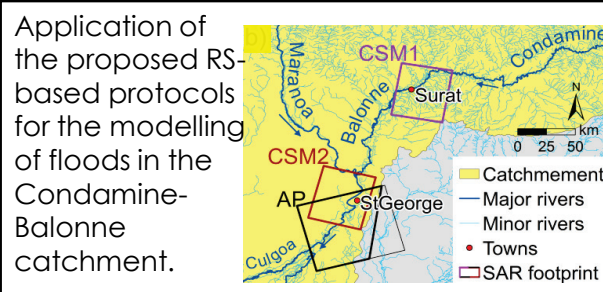 Application of
the proposed RS-
based protocols
for the modelling
of floods in the
Condamine-
Balonne
catchment.
b)
CSM1
Condamine
Maranoa
Balonne
Surat
N
0 25 50 km
CSM2
AP
StGeorge
Culgoa
Catchmement
Major rivers
Minor rivers
Towns
SAR footprint